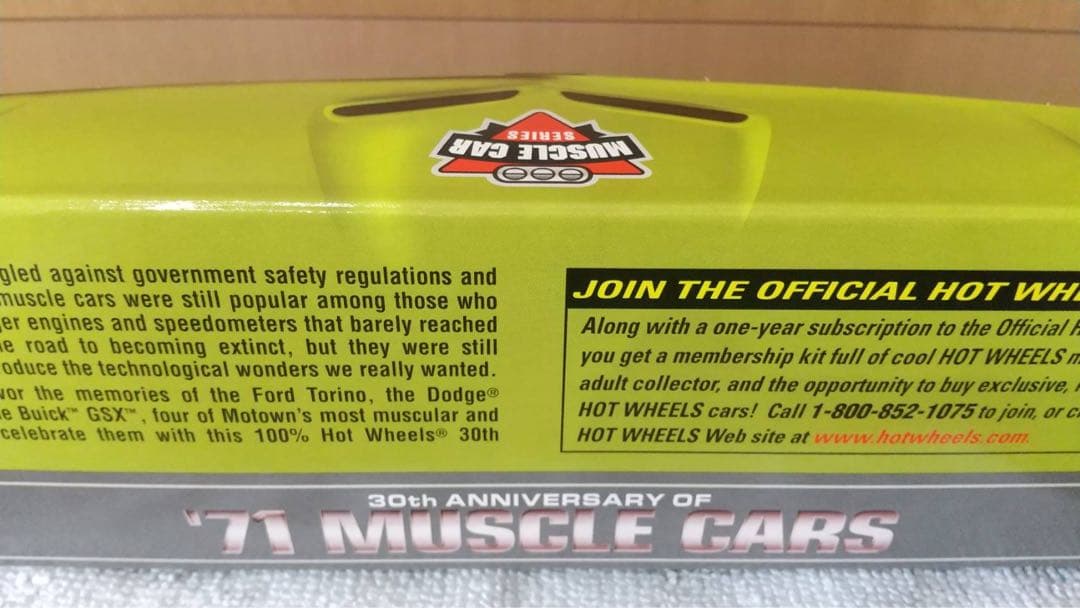 MUSCLE CAR
SERIES
against government safety regulations and
muscle cars were still popular among those who
engines and speedometers that barely reached
road to becoming extinct, but they were still
the technological wonders we really wanted.
the memories of the Ford Torino, the Dodge®
Buick™ GSX™, four of Motown's most muscular and
celebrate them with this 100% Hot Wheels® 30th
JOIN THE OFFICIAL HOT
Along with a one-year subscription to the Official
you get a membership kit full of cool HOT WHEELS
adult collector, and the opportunity to buy exclusive,
HOT WHEELS cars! Call 1-800-852-1075 to join, or
HOT WHEELS Web site at www.hotwheels.com.
30th ANNIVERSARY OF
'71 MUSCLE CARS